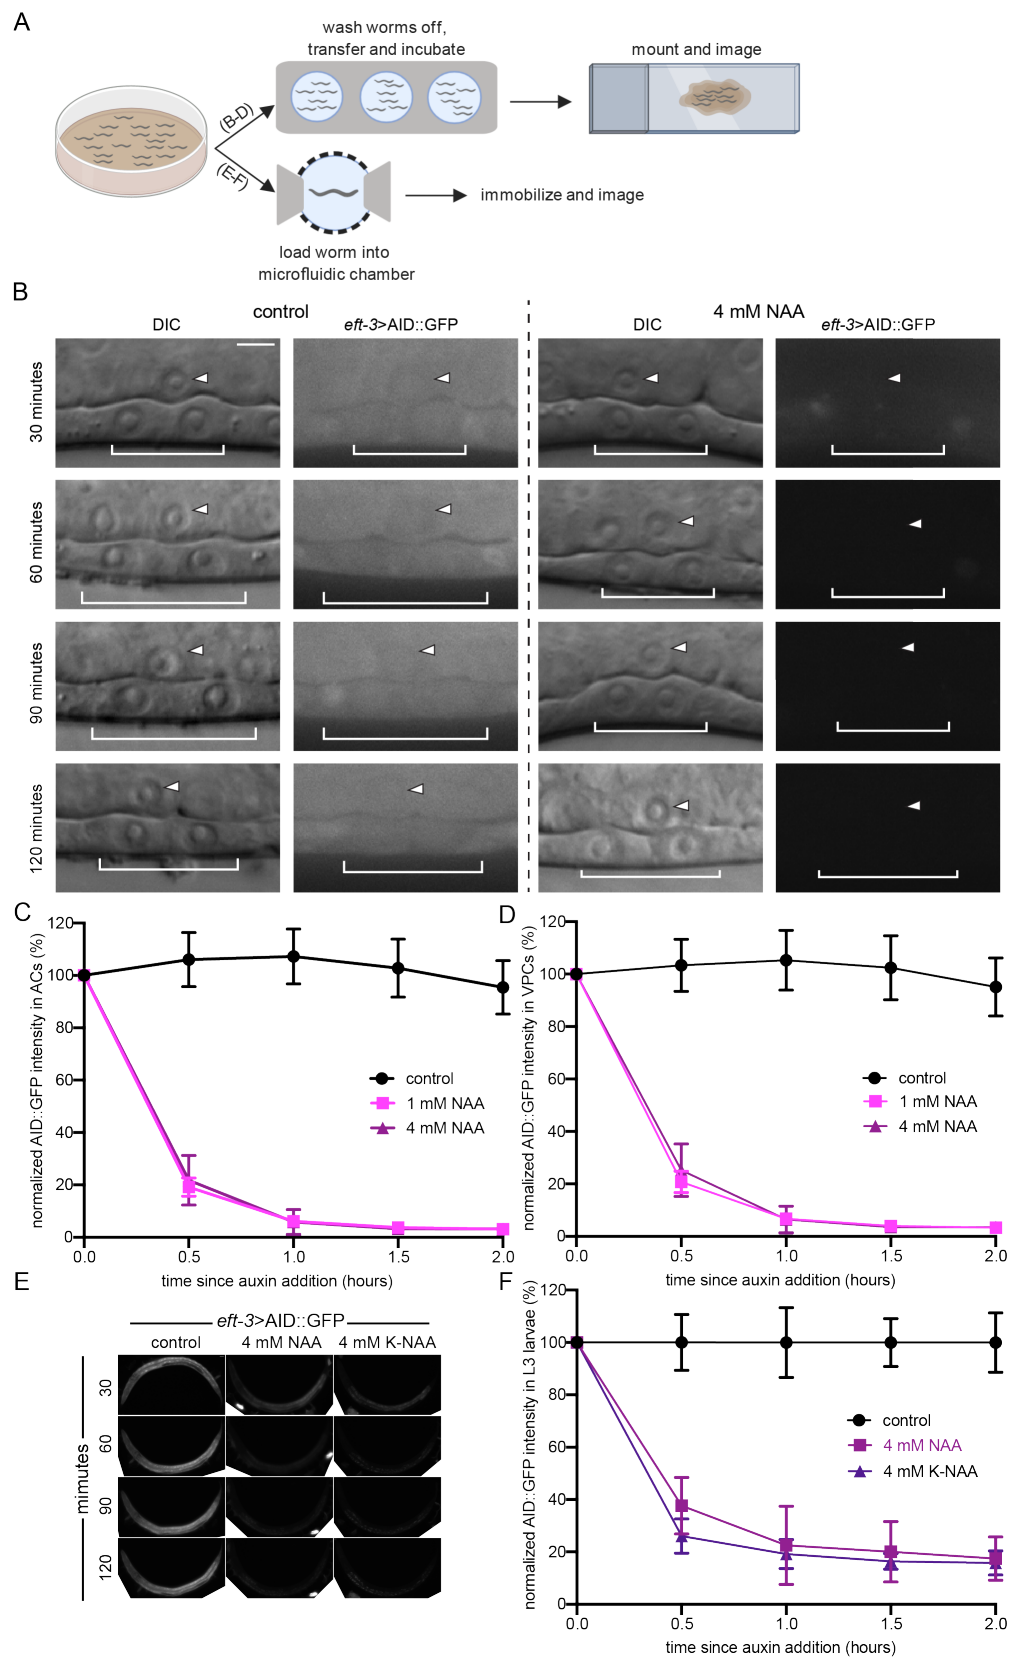 A
wash worms off,
transfer and incubate
mount and image
(B-D)
(E-F)
immobilize and image
load worm into
microfluidic chamber
B
control
4 mM NAA
DIC
eft-3>AID::GFP
DIC
eft-3>AID::GFP
30 minutes
60 minutes
90 minutes
120 minutes
C
normalized AID::GFP intensity in ACs (%)
120
100
80
60
40
20
0
control
1 mM NAA
4 mM NAA
0.0 0.5 1.0 1.5 2.0
time since auxin addition (hours)
D
normalized AID::GFP intensity in VPCs (%)
120
100
80
60
40
20
0
control
1 mM NAA
4 mM NAA
0.0 0.5 1.0 1.5 2.0
time since auxin addition (hours)
E
eft-3>AID::GFP
control 4 mM NAA 4 mM K-NAA
mimutes
30
60
90
120
F
normalized AID::GFP intensity in L3 larvae (%)
120
100
80
60
40
20
0
control
4 mM NAA
4 mM K-NAA
0.0 0.5 1.0 1.5 2.0
time since auxin addition (hours)